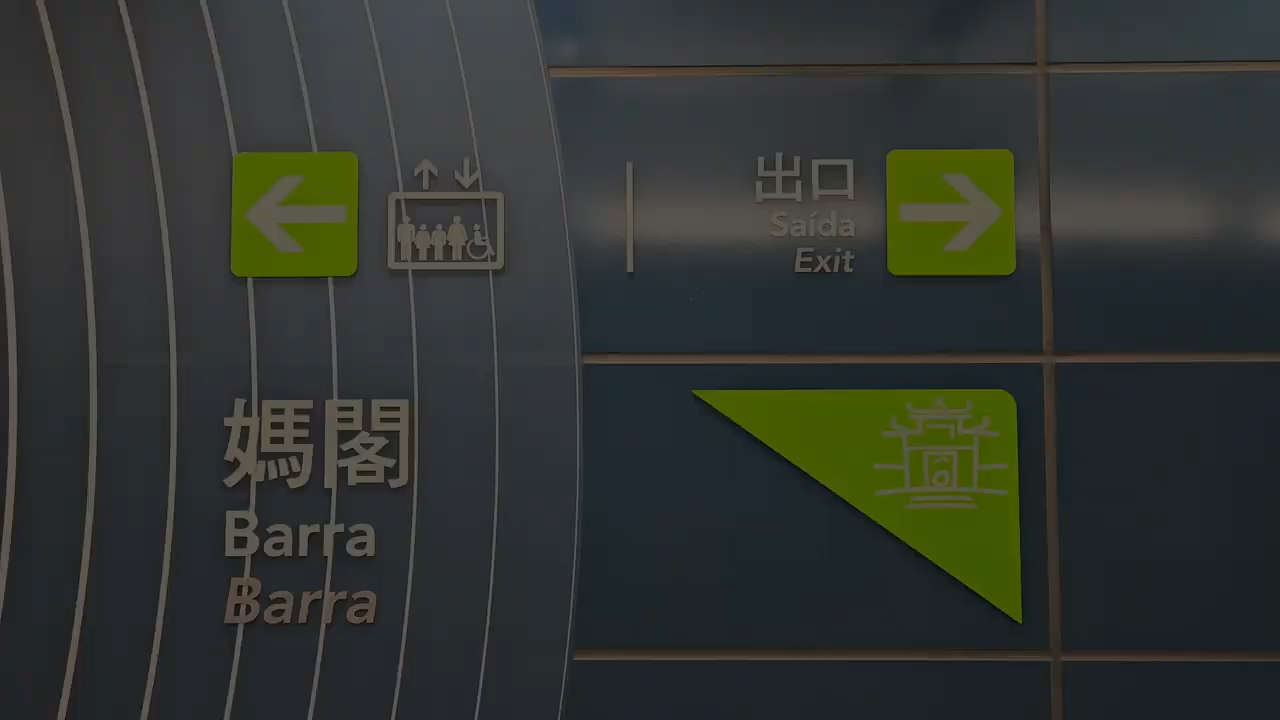 出口
Saída
Exit
媽閣
Barra
Barra